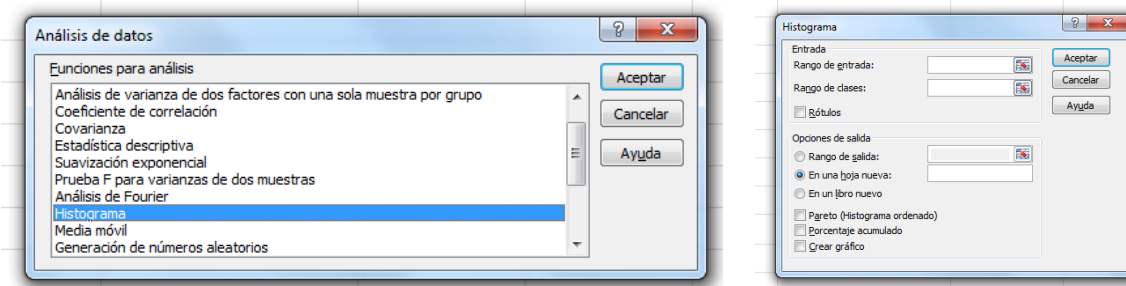 Análisis de datos
Funciones para análisis
Análisis de varianza de dos factores con una sola muestra por grupo
Coeficiente de correlación
Covarianza
Estadística descriptiva
Suavización exponencial
Prueba F para varianzas de dos muestras
Análisis de Fourier
Histograma
Media móvil
Generación de números aleatorios
Aceptar
Cancelar
Ayuda
Histograma
Entrada
Rango de entrada:
Rango de clases:
Rótulos
Opciones de salida
Rango de salida:
En una hoja nueva:
En un libro nuevo
Pareto (Histograma ordenado)
Porcentaje acumulado
Crear gráfico
Aceptar
Cancelar
Ayuda